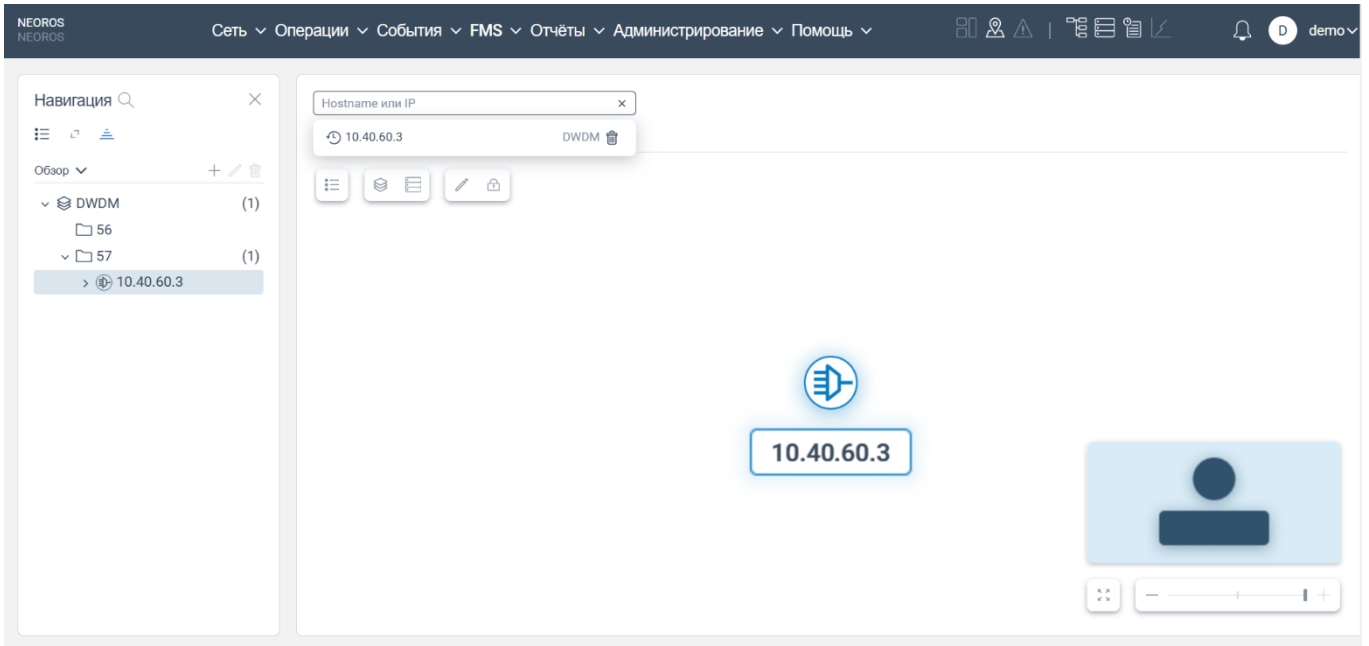 NEOROS
NEOROS
Сеть Операции События FMS Отчёты Администрирование Помощь
D demo
Навигация
Обзор
DWDM (1)
56
57 (1)
10.40.60.3
Hostname или IP
10.40.60.3 DWDM
10.40.60.3